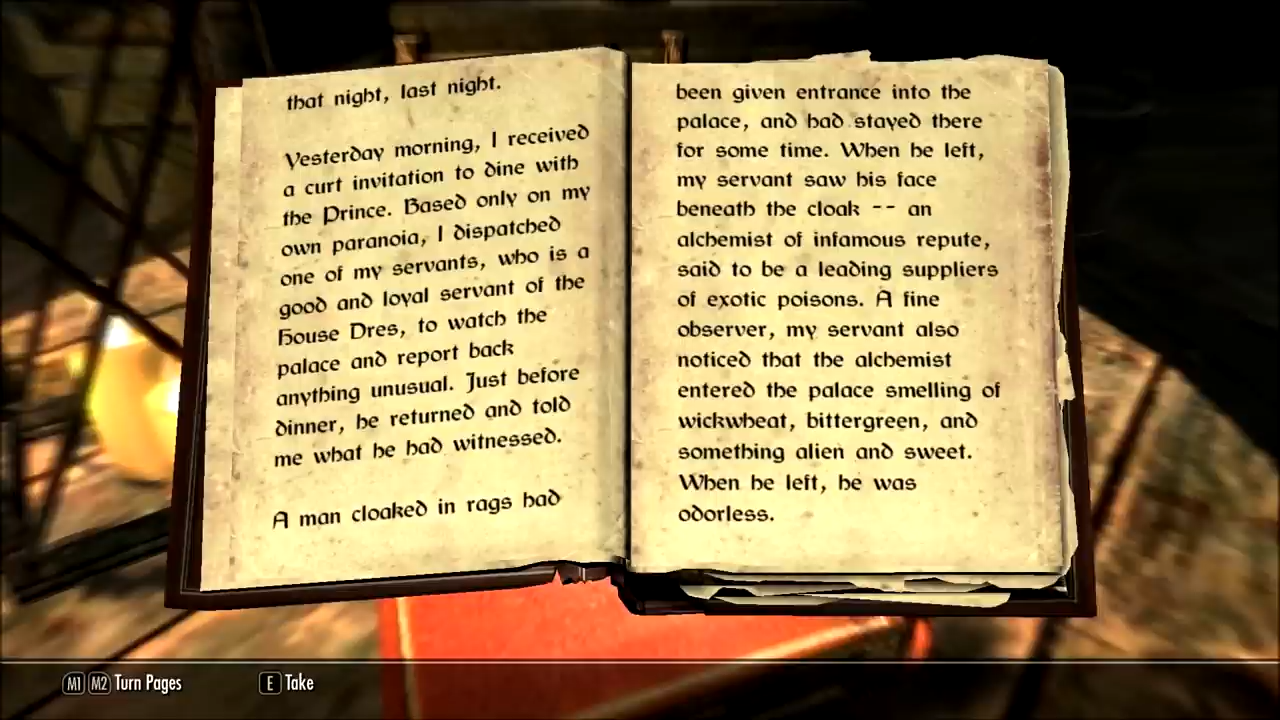 that night, last night.
Yesterday morning, I received
a curt invitation to dine with
the Prince. Based only on my
own paranoia, I dispatched
one of my servants, who is a
good and loyal servant of the
House Dres, to watch the
palace and report back
anything unusual. Just before
dinner, he returned and told
me what he had witnessed.
A man cloaked in rags had
been given entrance into the
palace, and had stayed there
for some time. When he left,
my servant saw his face
beneath the cloak -- an
alchemist of infamous repute,
said to be a leading suppliers
of exotic poisons. A fine
observer, my servant also
noticed that the alchemist
entered the palace smelling of
wickwheat, bittergreen, and
something alien and sweet.
When he left, he was
odorless.
M1 M2 Turn Pages E Take